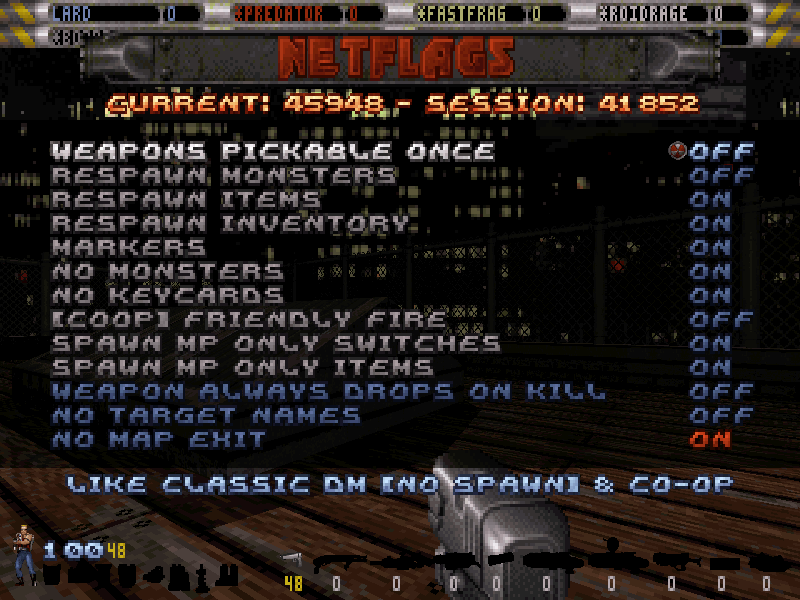 LARD 0 *PREDATOR 0 *FASTFRAG 0 *ROIDRAGE 0
NETFLAGS
CURRENT: 45948 - SESSION: 41852
WEAPONS PICKABLE ONCE OFF
RESPAWN MONSTERS OFF
RESPAWN ITEMS ON
RESPAWN INVENTORY ON
MARKERS ON
NO MONSTERS ON
NO KEYCARDS ON
[COOP] FRIENDLY FIRE OFF
SPAWN MP ONLY SWITCHES ON
SPAWN MP ONLY ITEMS ON
WEAPON ALWAYS DROPS ON KILL OFF
NO TARGET NAMES OFF
NO MAP EXIT ON
LIKE CLASSIC DM [NO SPAWN] & CO-OP
100 48
48 0 0 0 0 0 0 0 0 0